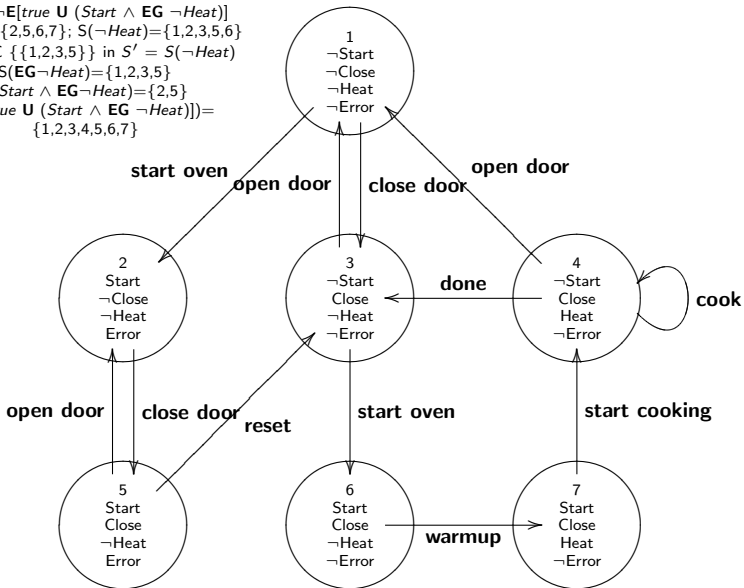 ¬E[true U (Start ∧ EG ¬Heat)]
{2,5,6,7}; S(¬Heat)={1,2,3,5,6}
{{1,2,3,5}} in S′ = S(¬Heat)
S(EG¬Heat)={1,2,3,5}
Start ∧ EG¬Heat)={2,5}
ue U (Start ∧ EG ¬Heat)])=
{1,2,3,4,5,6,7}
1
¬Start
¬Close
¬Heat
¬Error
start oven
open door
close door
open door
2
Start
¬Close
¬Heat
Error
3
¬Start
Close
¬Heat
¬Error
done
4
¬Start
Close
Heat
¬Error
cook
open door
close door
reset
start oven
start cooking
5
Start
Close
¬Heat
Error
6
Start
Close
¬Heat
¬Error
warmup
7
Start
Close
Heat
¬Error